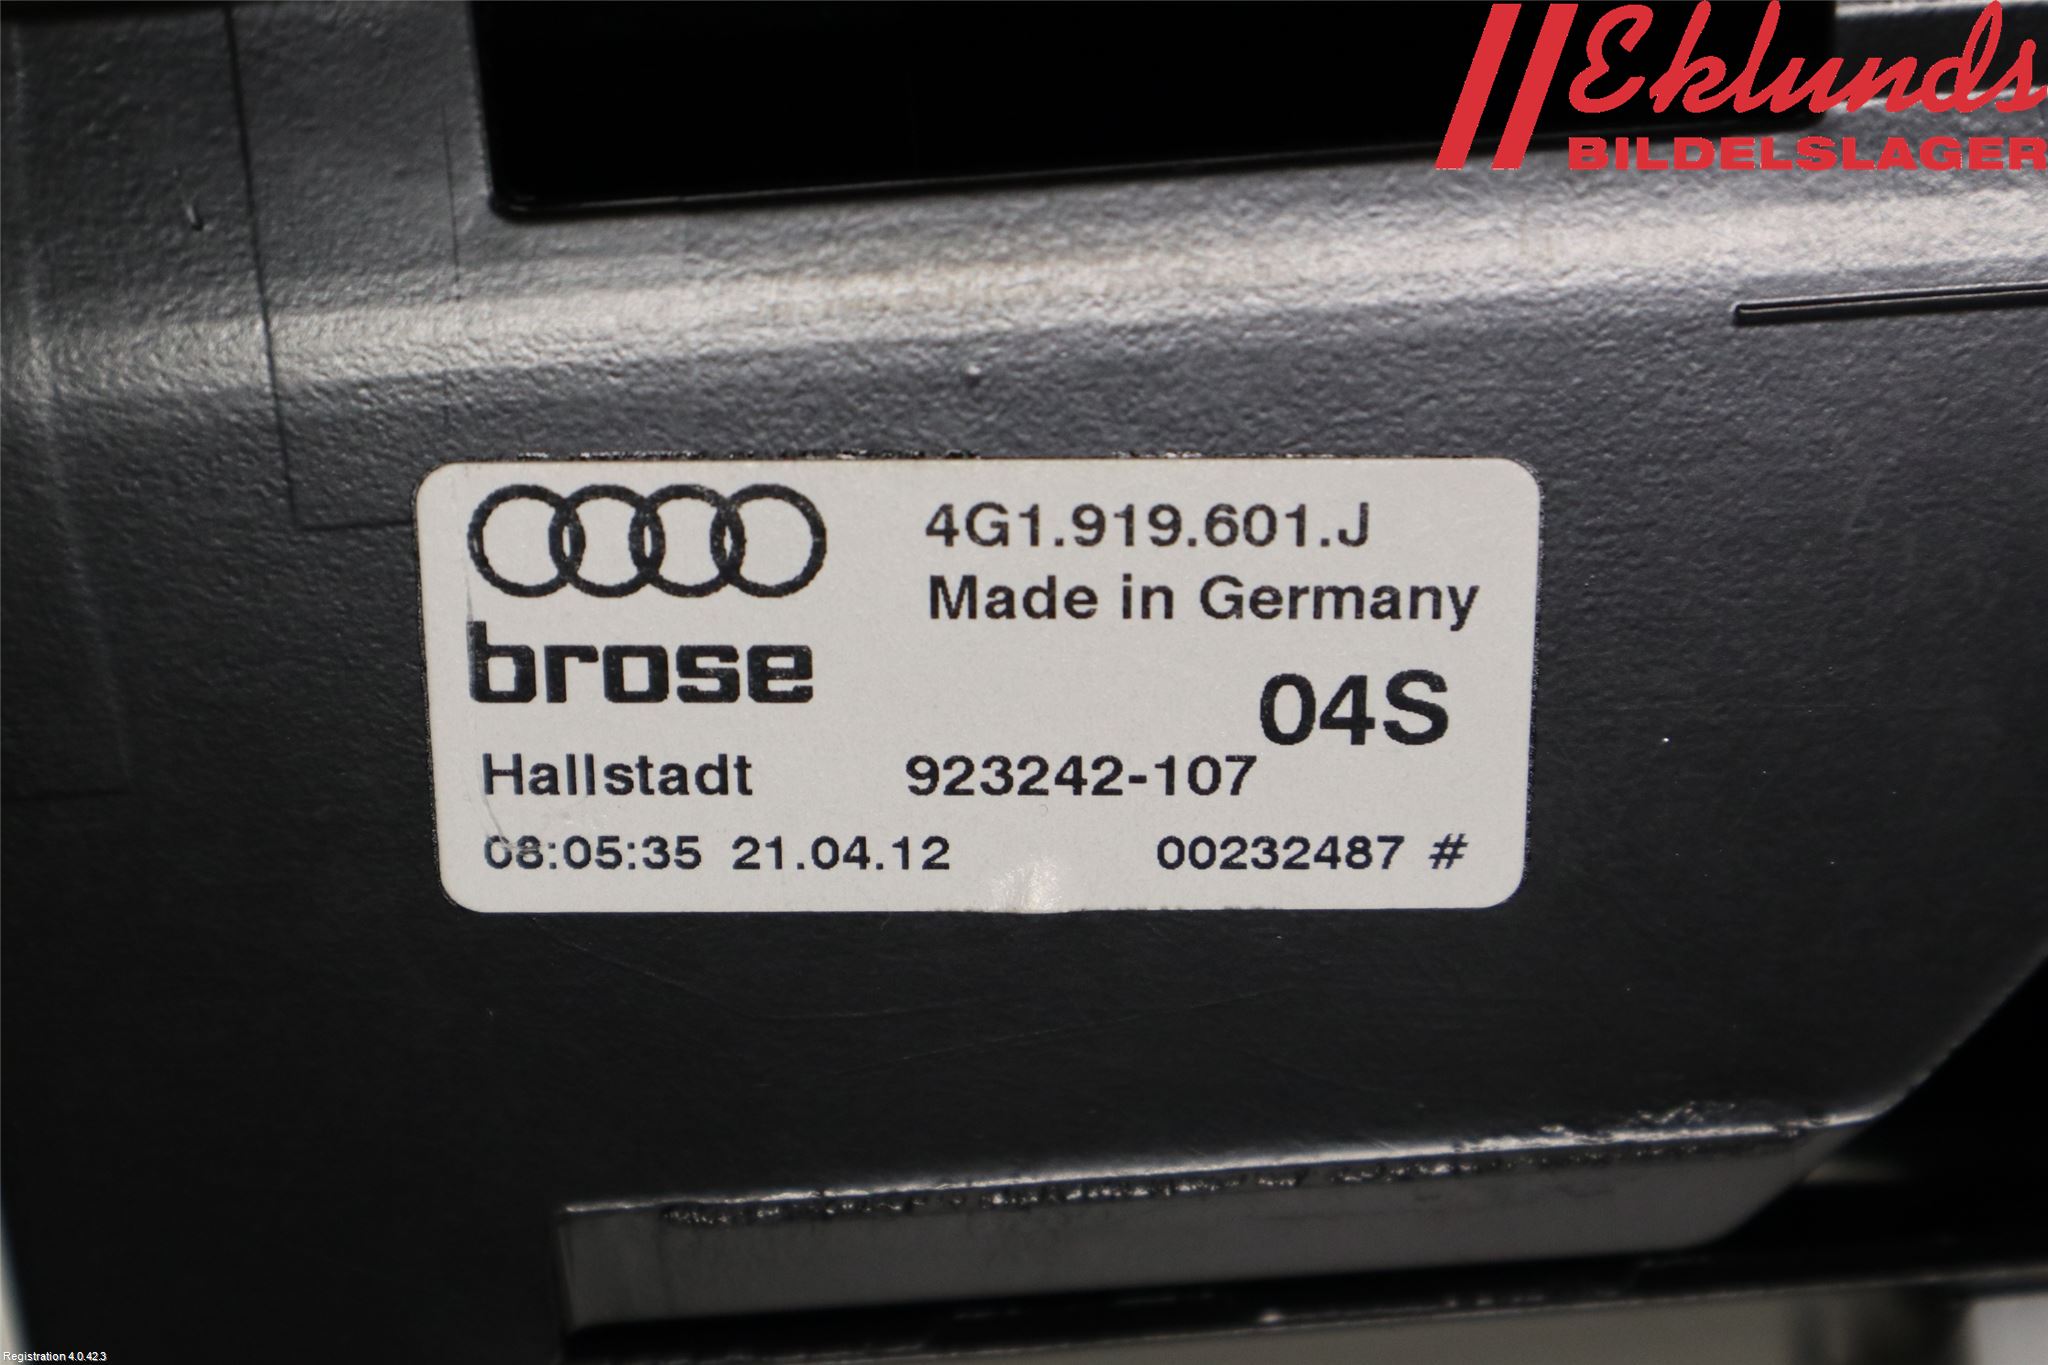 Eklunds
BILDELSLAGER
4G1.919.601.J
Made in Germany
brose
04S
Hallstadt 923242-107
08:05:35 21.04.12 00232487 #
Registration 4.0.42.3